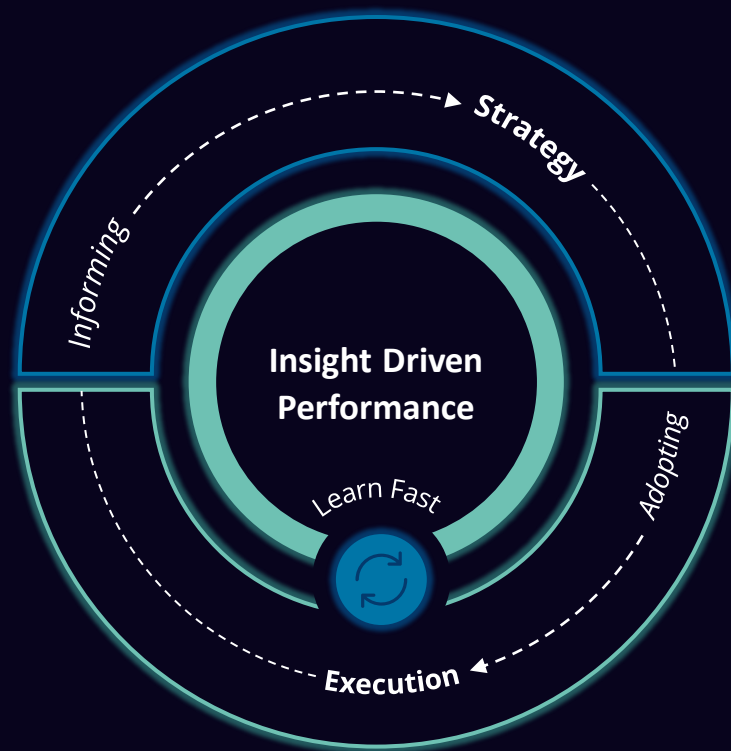 Strategy
Informing
Insight Driven
Performance
Learn Fast
Adopting
Execution